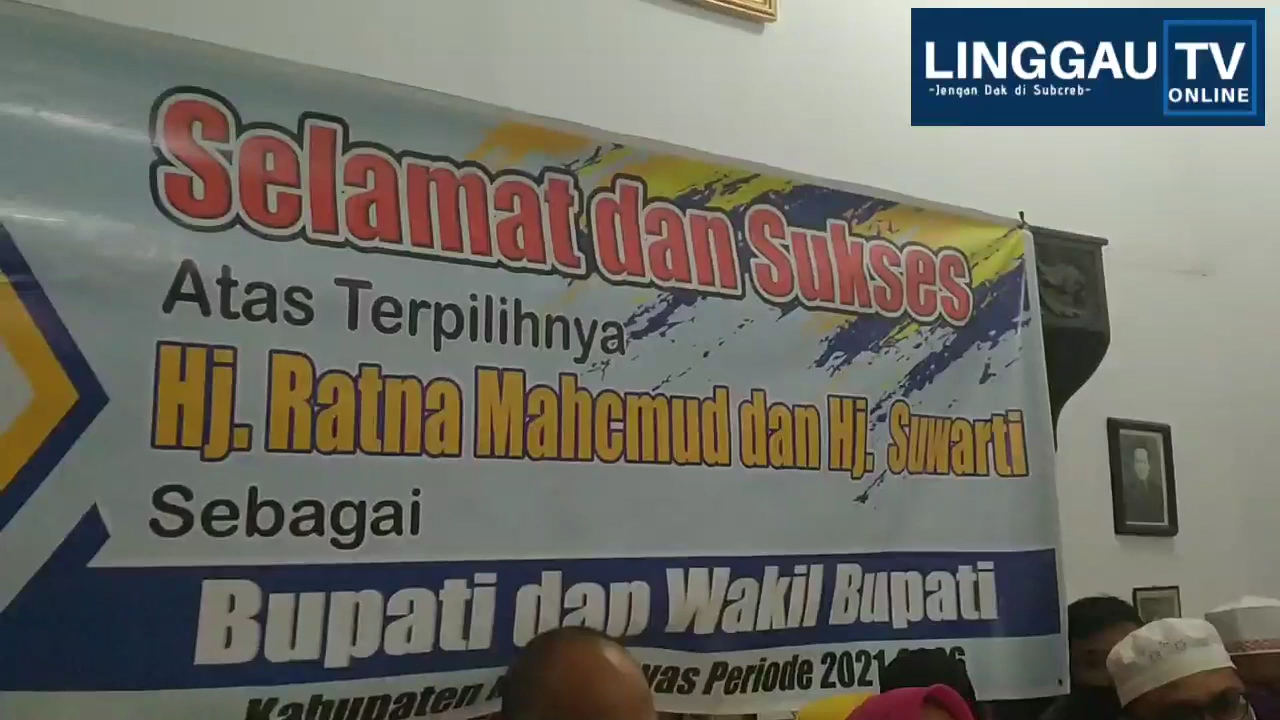 LINGGAU TV
-Jengan Dak di Subcreb- ONLINE
Selamat dan Sukses
Atas Terpilihnya
Hj. Ratna Mahcmud dan Hj. Suwarti
Sebagai
Bupati dan Wakil Bupati
Kabupaten Periode 2021